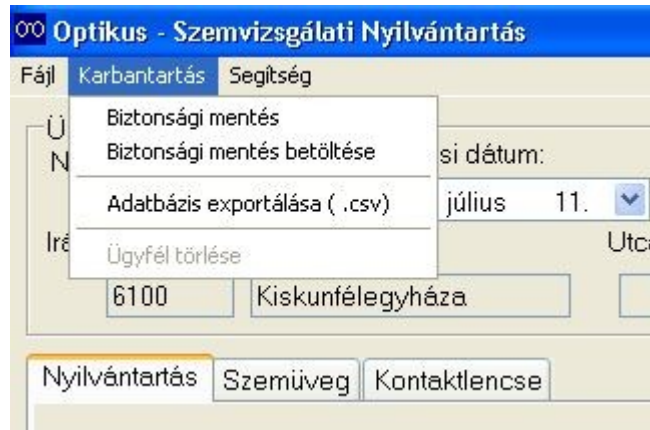 Optikus - Szemvizsgálati Nyilvántartás
Fájl Karbantartás Segítség
Biztonsági mentés
Biztonsági mentés betöltése
si dátum:
Adatbázis exportálása ( .csv)
július 11.
Ügyfél törlése
6100 Kiskunfélegyháza
Nyilvántartás Szemüveg Kontaktlencse